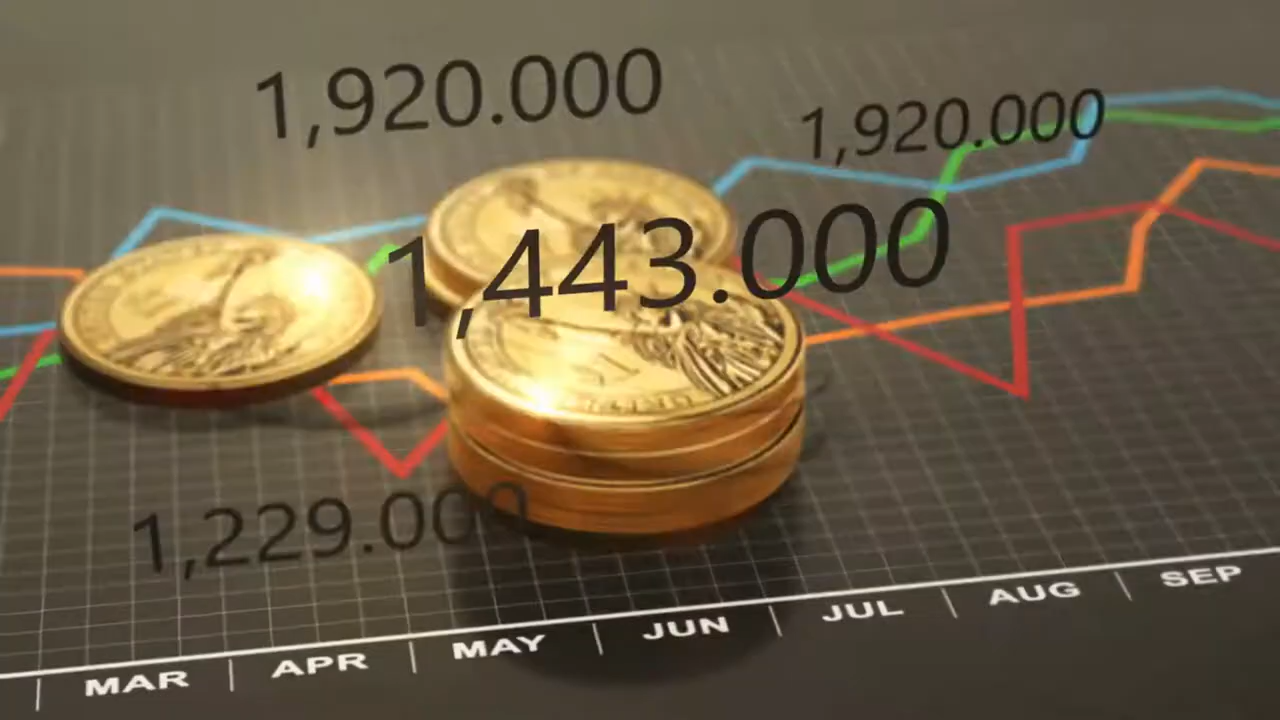 1,920.000
1,920.000
1,443.000
1,229.000
MAR | APR | MAY | JUN | JUL | AUG | SEP